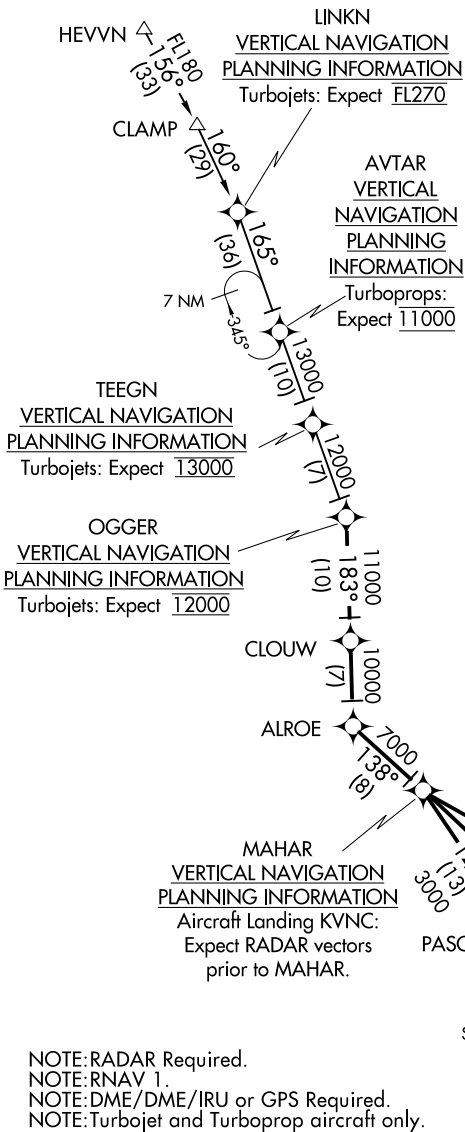 LINKN
VERTICAL NAVIGATION
PLANNING INFORMATION
Turbojets: Expect FL270
HEVVN
FL180
156°
(33)
CLAMP
160°
(29)
AVTAR
VERTICAL
NAVIGATION
PLANNING
INFORMATION
Turboprops:
Expect 11000
165°
(36)
7 NM
345°
13000
(10)
TEEGN
VERTICAL NAVIGATION
PLANNING INFORMATION
Turbojets: Expect 13000
12000
(7)
OGGER
VERTICAL NAVIGATION
PLANNING INFORMATION
Turbojets: Expect 12000
11000
183°
(10)
CLOUW
10000
(7)
ALROE
7000
138°
(8)
MAHAR
VERTICAL NAVIGATION
PLANNING INFORMATION
Aircraft Landing KVNC:
Expect RADAR vectors
prior to MAHAR.
(13)
3000
PASC
NOTE: RADAR Required.
NOTE: RNAV 1.
NOTE: DME/DME/IRU or GPS Required.
NOTE: Turbojet and Turboprop aircraft only.